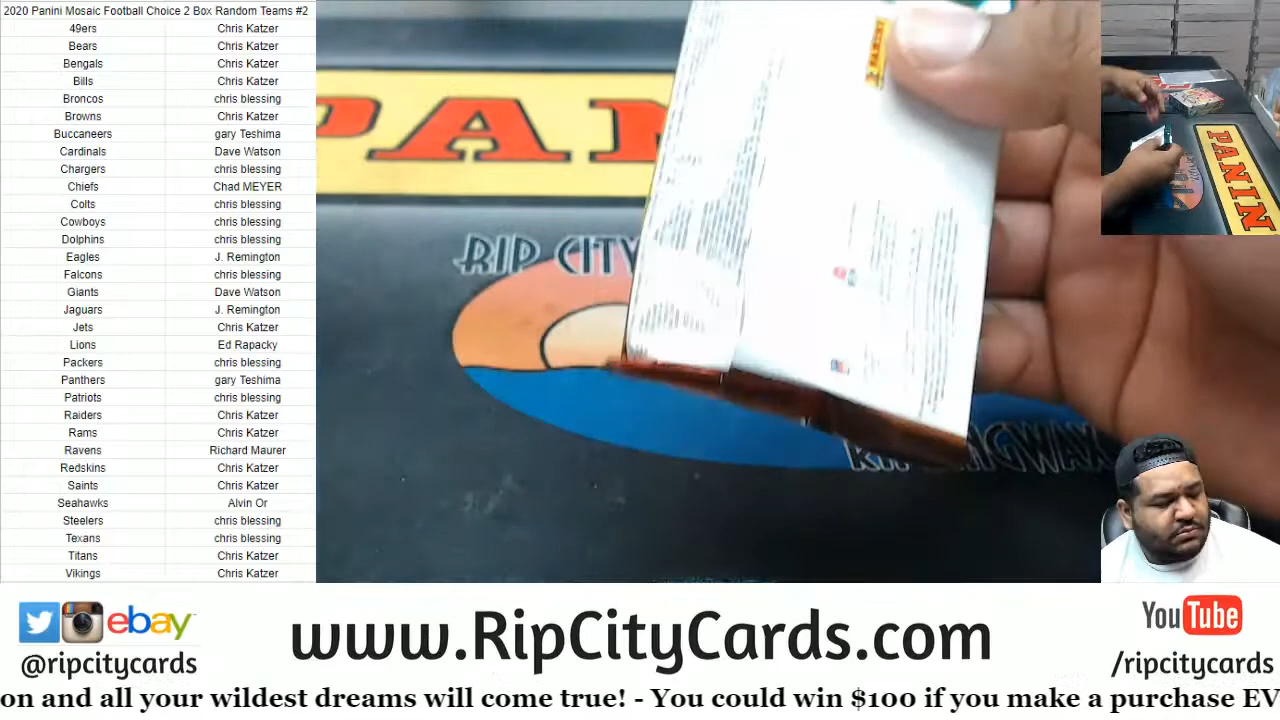 2020 Panini Mosaic Football Choice 2 Box Random Teams #2
49ers Chris Katzer
Bears Chris Katzer
Bengals Chris Katzer
Bills Chris Katzer
Broncos chris blessing
Browns Chris Katzer
Buccaneers gary Teshima
Cardinals Dave Watson
Chargers chris blessing
Chiefs Chad MEYER
Colts chris blessing
Cowboys chris blessing
Dolphins chris blessing
Eagles J. Remington
Falcons chris blessing
Giants Dave Watson
Jaguars J. Remington
Jets Chris Katzer
Lions Ed Rapacky
Packers chris blessing
Panthers gary Teshima
Patriots chris blessing
Raiders Chris Katzer
Rams Chris Katzer
Ravens Richard Maurer
Redskins Chris Katzer
Saints Chris Katzer
Seahawks Alvin Or
Steelers chris blessing
Texans chris blessing
Titans Chris Katzer
Vikings Chris Katzer
PANINI
PA
RIP CITY
PANIN
ebay
@ripcitycards
www.RipCityCards.com
YouTube
/ripcitycards
on and all your wildest dreams will come true! - You could win $100 if you make a purchase EV